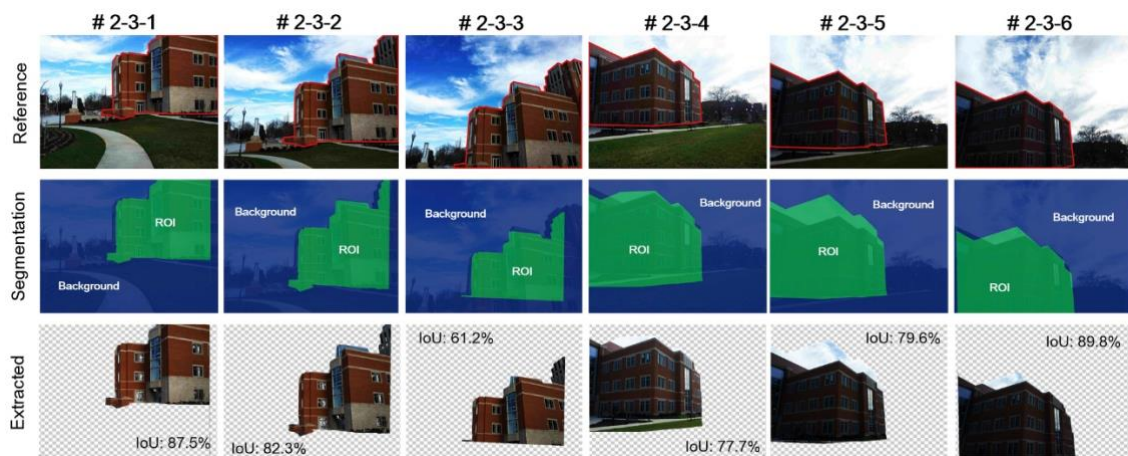 # 2-3-1 # 2-3-2 # 2-3-3 # 2-3-4 # 2-3-5 # 2-3-6
Reference
Segmentation
Background
ROI
Background
ROI
Background
ROI
Background
ROI
Background
ROI
Background
ROI
Extracted
IoU: 87.5%
IoU: 82.3%
IoU: 61.2%
IoU: 77.7%
IoU: 79.6%
IoU: 89.8%